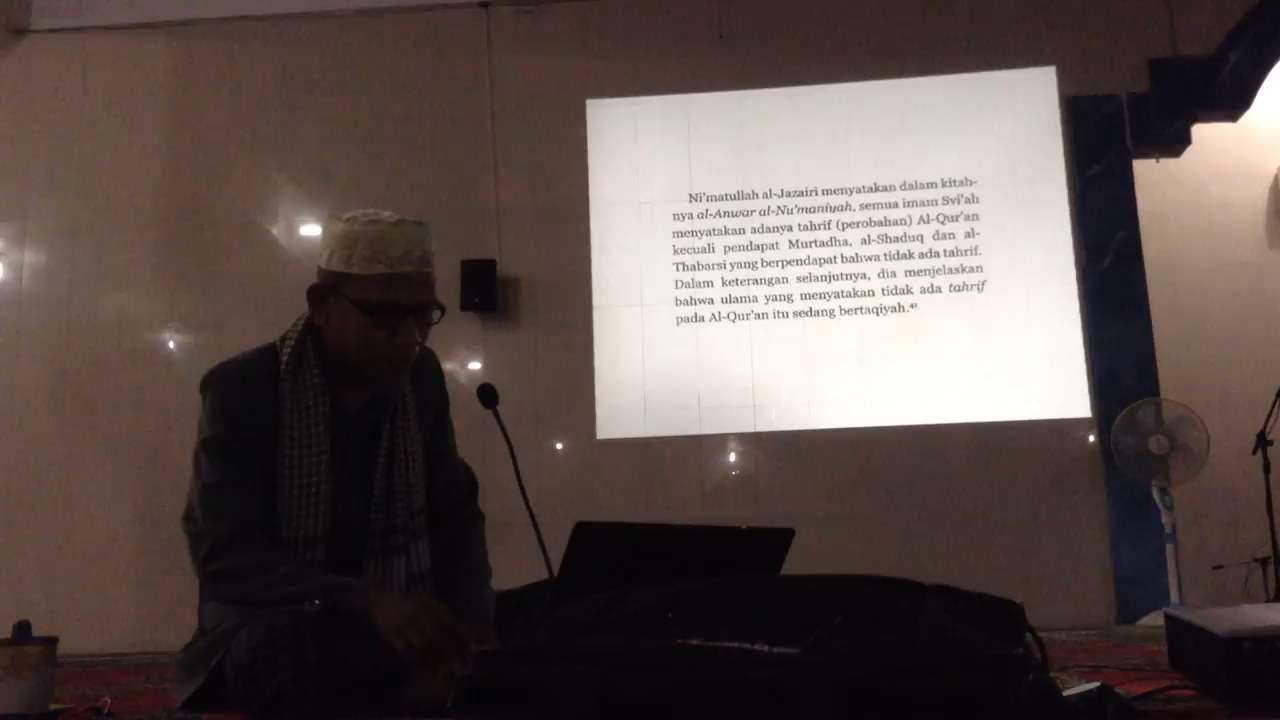 Ni'matullah al-Jazairi menyatakan dalam kitab-
nya al-Anwar al-Nu'maniyah, semua imam Syi'ah
menyatakan adanya tahrif (perobahan) Al-Qur'an
kecuali pendapat Murtadha, al-Shaduq dan al-
Thabarsi yang berpendapat bahwa tidak ada tahrif.
Dalam keterangan selanjutnya, dia menjelaskan
bahwa ulama yang menyatakan tidak ada tahrif
pada Al-Qur'an itu sedang bertaqiyah.